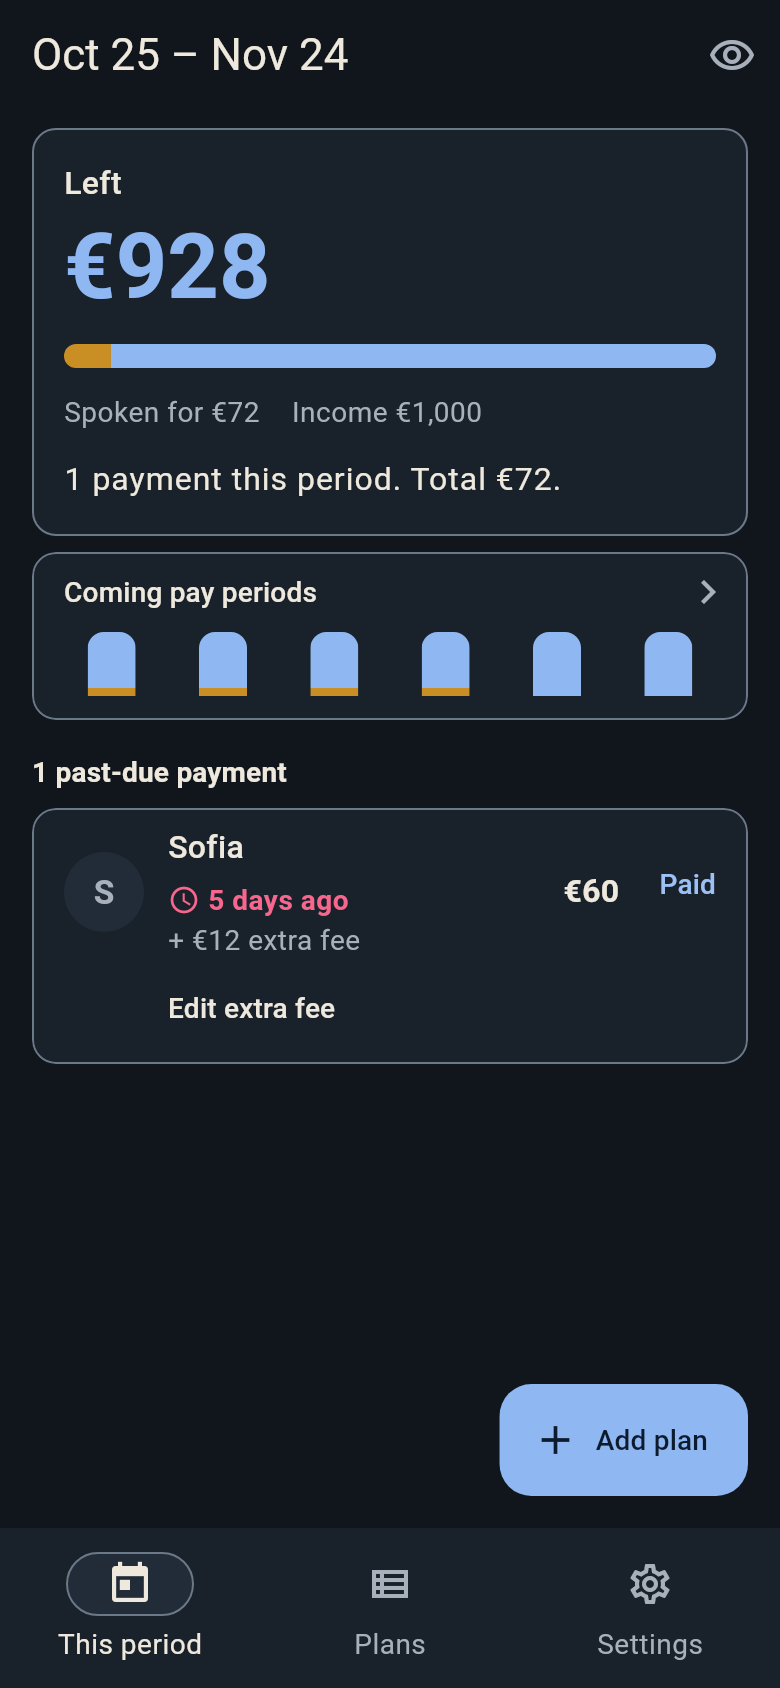 Oct 25 – Nov 24
Left
€928
Spoken for €72 Income €1,000
1 payment this period. Total €72.
Coming pay periods
1 past-due payment
Sofia
S
5 days ago
€60
Paid
+ €12 extra fee
Edit extra fee
Add plan
This period
Plans
Settings